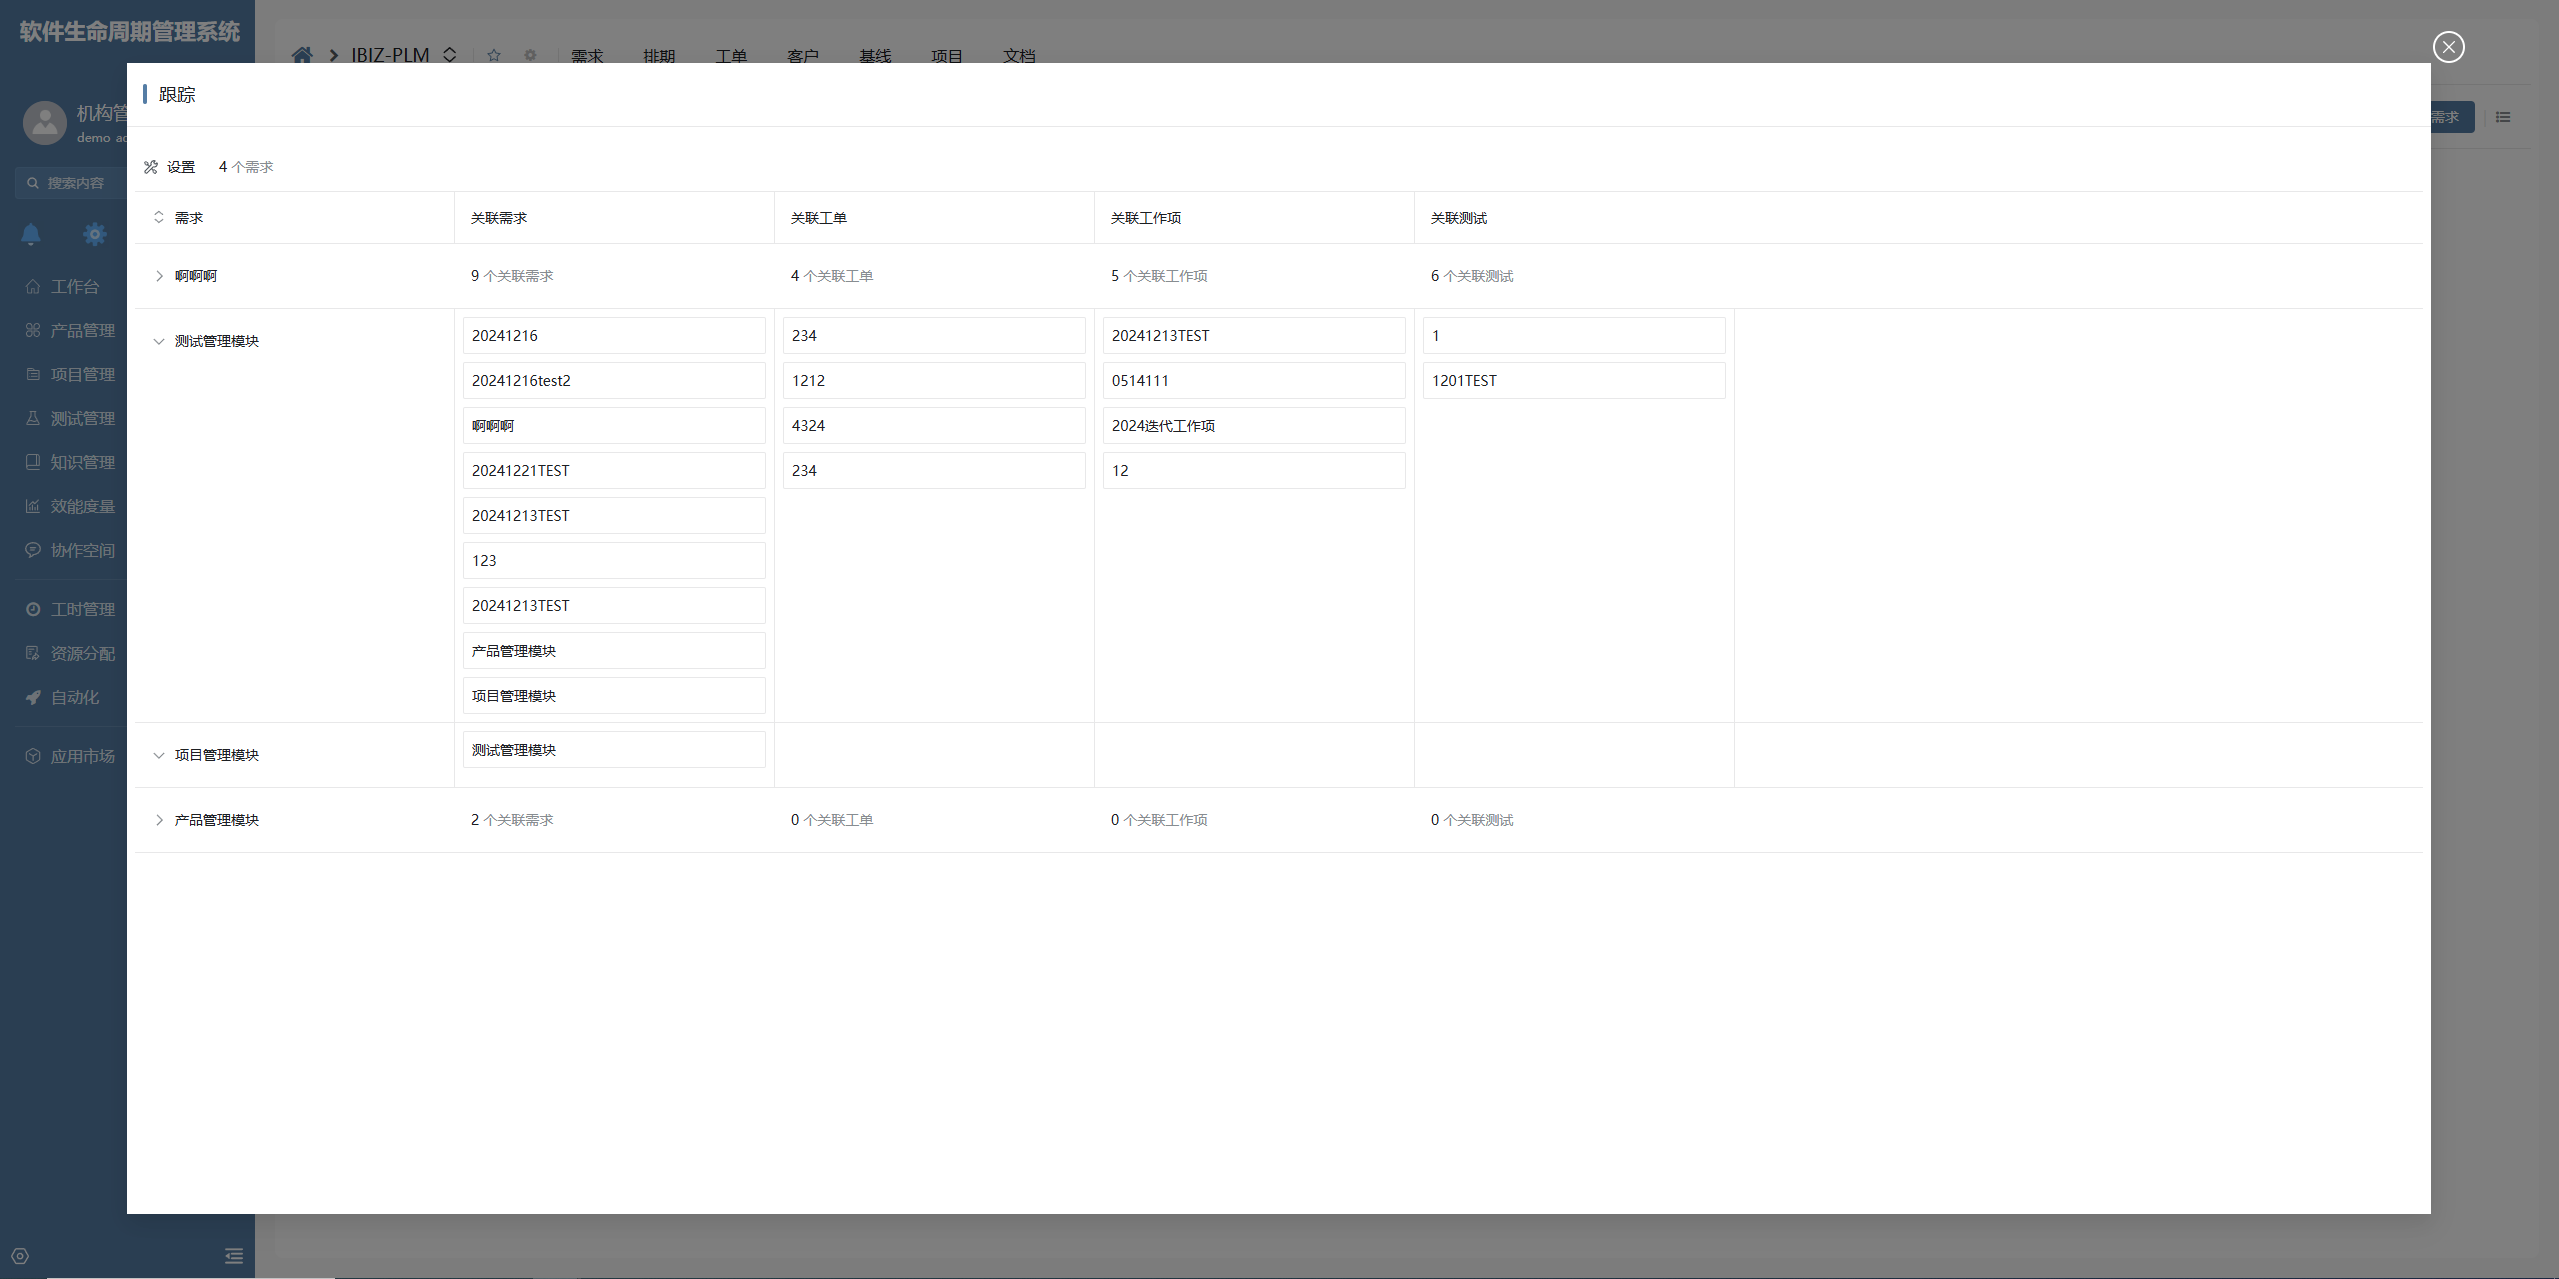 软件生命周期管理系统
IBIZ-PLM 需求 排期 工单 客户 基线 项目 文档
机构管
demo
搜索内容
工作台
产品管理
项目管理
测试管理
知识管理
效能度量
协作空间
工时管理
资源分配
自动化
应用市场
需求
跟踪
设置 4 个需求
需求 关联需求 关联工单 关联工作项 关联测试
啊啊啊 9 个关联需求 4 个关联工单 5 个关联工作项 6 个关联测试
测试管理模块 20241216 234 20241213TEST 1
20241216test2 1212 0514111 1201TEST
啊啊啊 4324 2024迭代工作项
20241221TEST 234 12
20241213TEST
123
20241213TEST
产品管理模块
项目管理模块
项目管理模块 测试管理模块
产品管理模块 2 个关联需求 0 个关联工单 0 个关联工作项 0 个关联测试